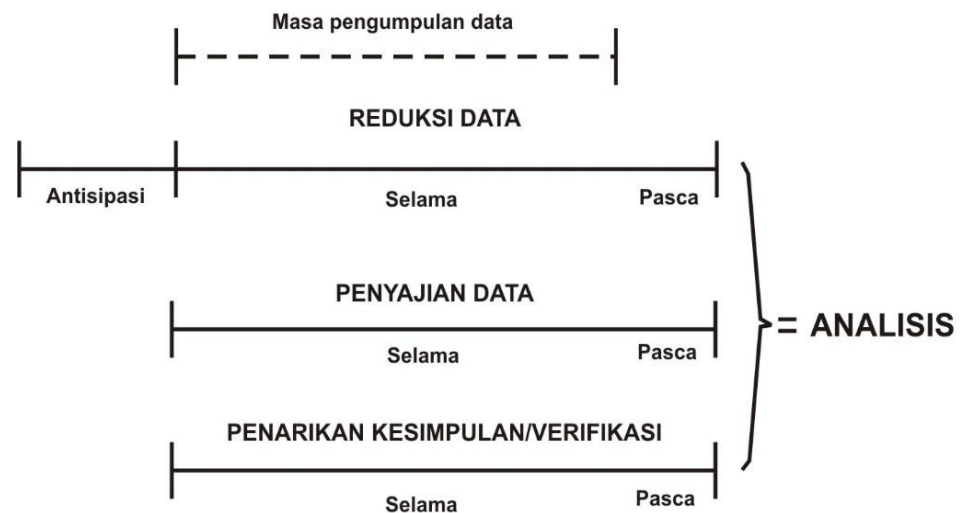 Masa pengumpulan data
REDUKSI DATA
Antisipasi
Selama
Pasca
PENYAJIAN DATA
Selama
Pasca
= ANALISIS
PENARIKAN KESIMPULAN/VERIFIKASI
Selama
Pasca